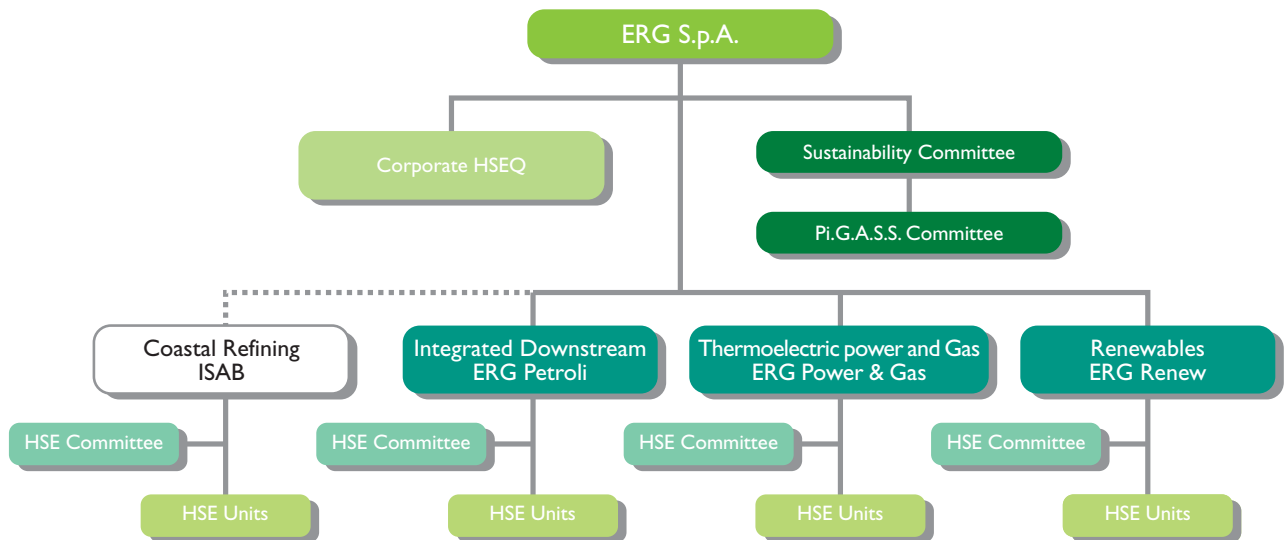 ERG S.p.A.
Corporate HSEQ
Sustainability Committee
Pi.G.A.S.S. Committee
Coastal Refining
ISAB
Integrated Downstream
ERG Petroli
Thermoelectric power and Gas
ERG Power & Gas
Renewables
ERG Renew
HSE Committee
HSE Committee
HSE Committee
HSE Committee
HSE Units
HSE Units
HSE Units
HSE Units